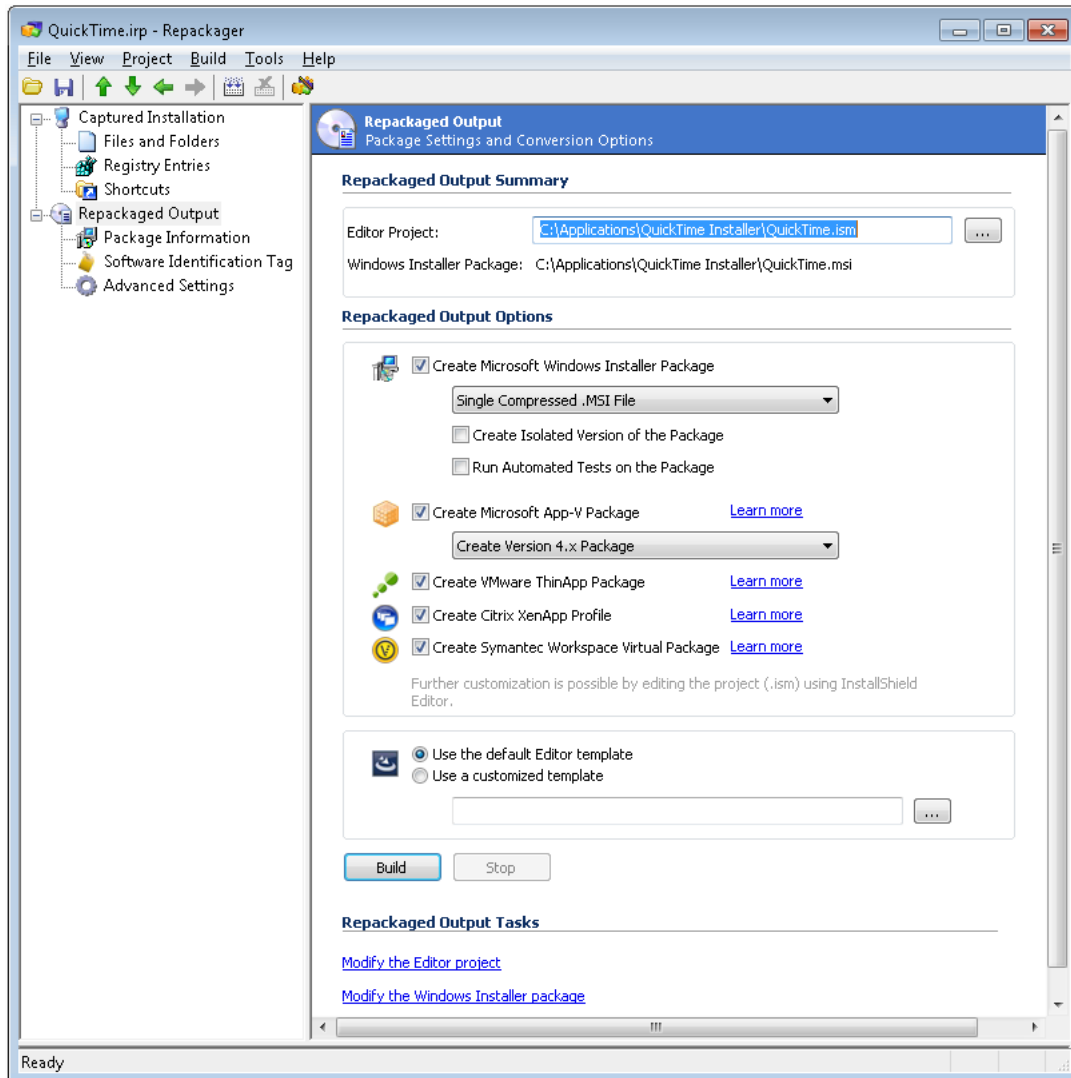 QuickTime.irp - Repackager
File View Project Build Tools Help
Captured Installation
Files and Folders
Registry Entries
Shortcuts
Repackaged Output
Package Information
Software Identification Tag
Advanced Settings
Repackaged Output
Package Settings and Conversion Options
Repackaged Output Summary
Editor Project: C:\Applications\QuickTime Installer\QuickTime.ism ...
Windows Installer Package: C:\Applications\QuickTime Installer\QuickTime.msi
Repackaged Output Options
Create Microsoft Windows Installer Package
Single Compressed .MSI File
Create Isolated Version of the Package
Run Automated Tests on the Package
Create Microsoft App-V Package Learn more
Create Version 4.x Package
Create VMware ThinApp Package Learn more
Create Citrix XenApp Profile Learn more
Create Symantec Workspace Virtual Package Learn more
Further customization is possible by editing the project (.ism) using InstallShield
Editor.
Use the default Editor template
Use a customized template
...
Build Stop
Repackaged Output Tasks
Modify the Editor project
Modify the Windows Installer package
Ready